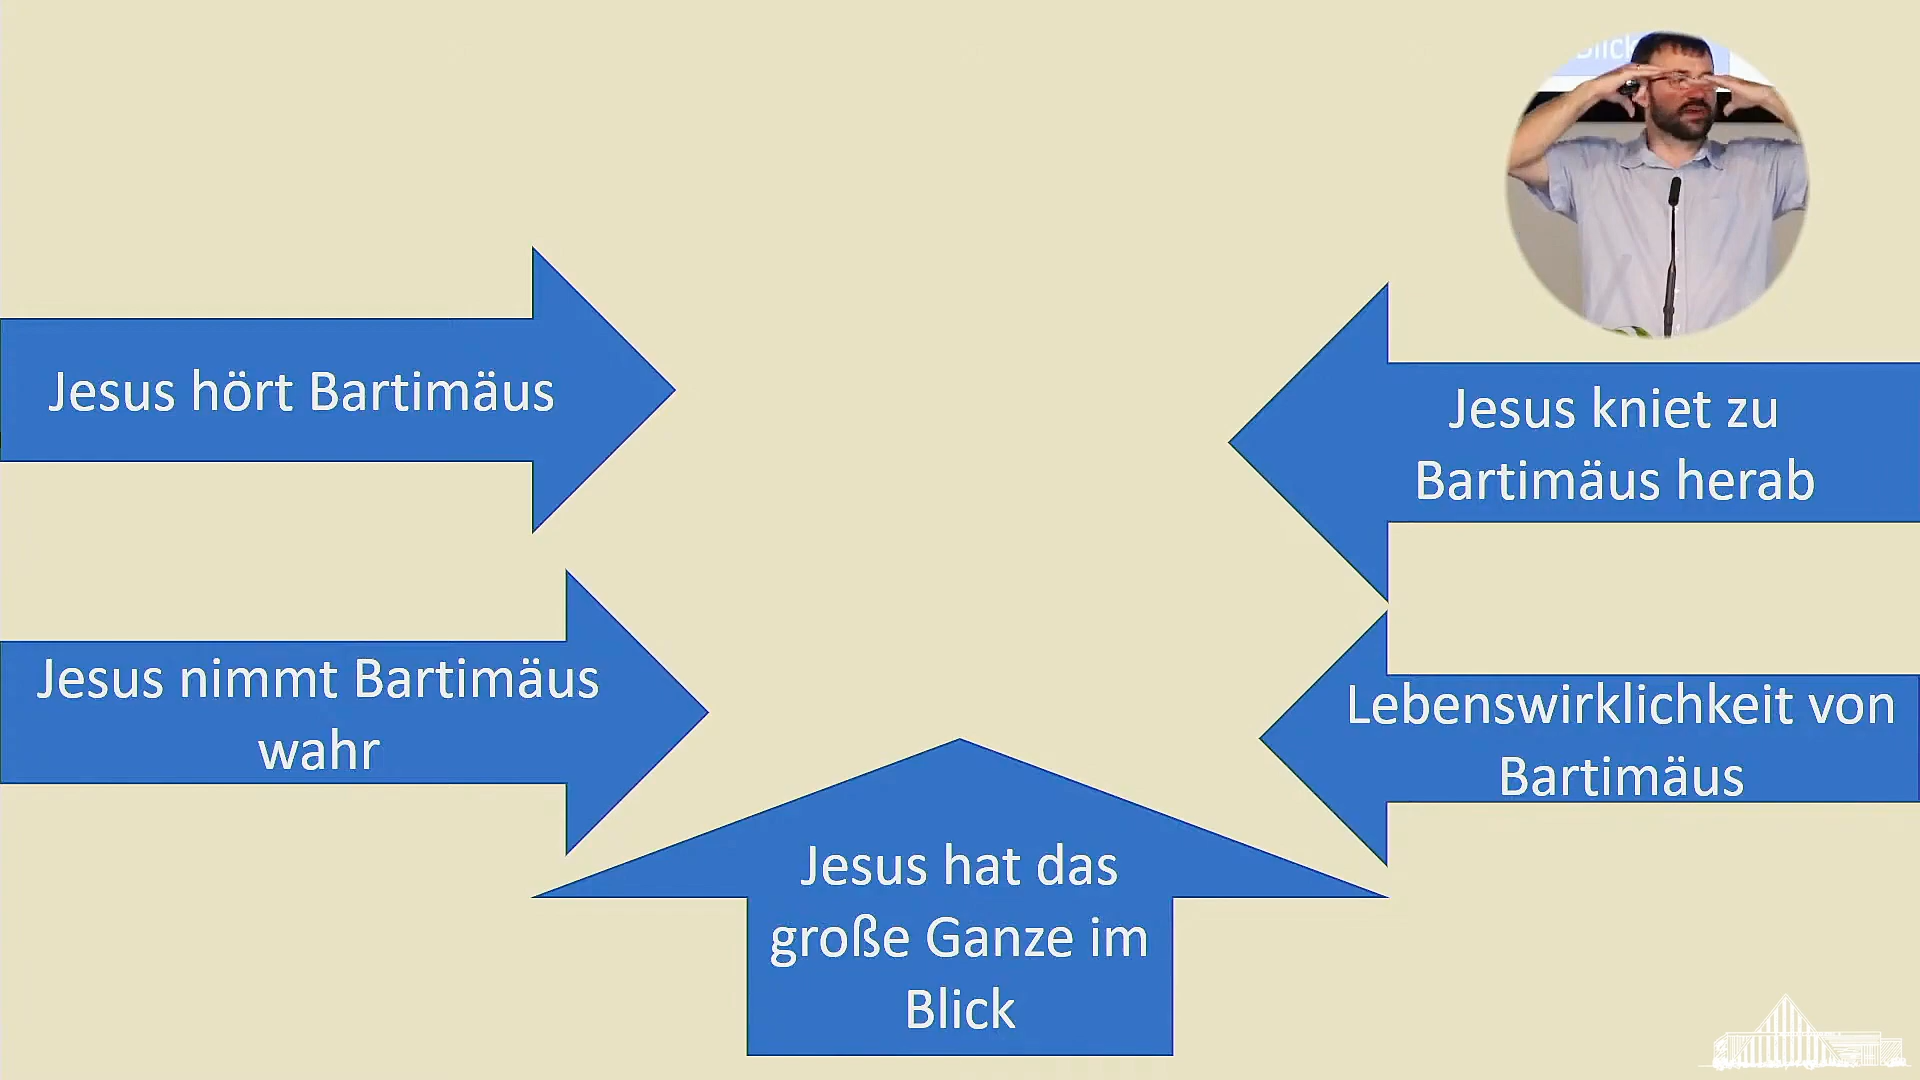 Blick
Jesus hört Bartimäus
Jesus kniet zu
Bartimäus herab
Jesus nimmt Bartimäus
wahr
Lebenswirklichkeit von
Bartimäus
Jesus hat das
große Ganze im
Blick